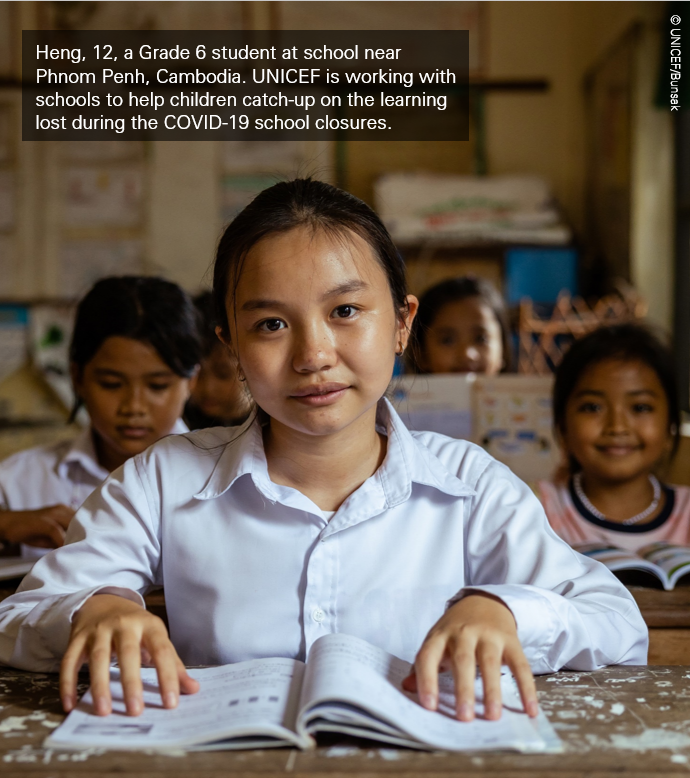 Heng, 12, a Grade 6 student at school near
Phnom Penh, Cambodia. UNICEF is working with
schools to help children catch-up on the learning
lost during the COVID-19 school closures.
© UNICEF/Bunsak